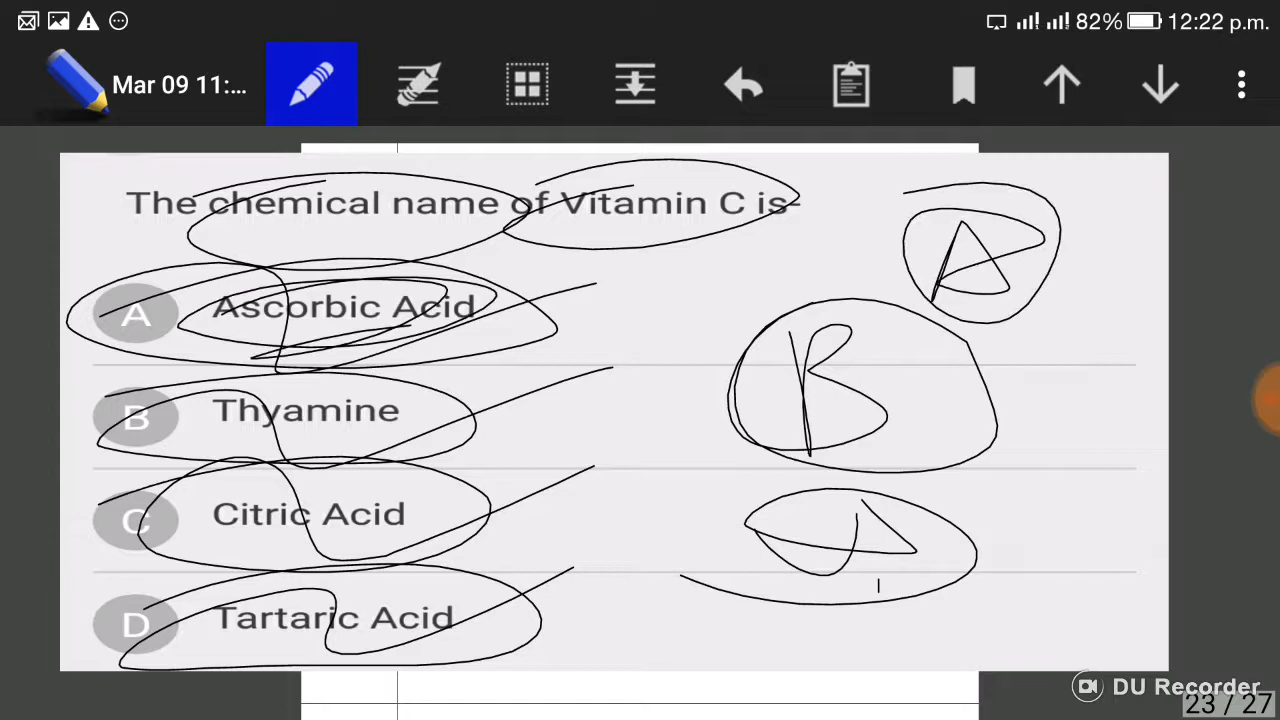 82% 12:22 p.m.
Mar 09 11:...
The chemical name of Vitamin C is-
A Ascorbic Acid
B Thyamine
C Citric Acid
D Tartaric Acid
B
DU Recorder
23 / 27